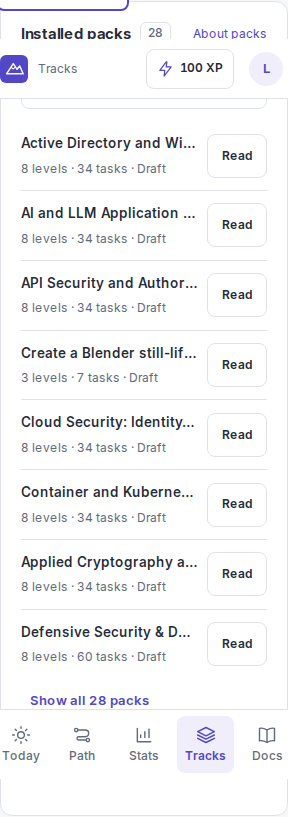 Installed packs 28 About packs
Tracks 100 XP L
Active Directory and Wi...
8 levels · 34 tasks · Draft
Read
AI and LLM Application ...
8 levels · 34 tasks · Draft
Read
API Security and Author...
8 levels · 34 tasks · Draft
Read
Create a Blender still-lif...
3 levels · 7 tasks · Draft
Read
Cloud Security: Identity...
8 levels · 34 tasks · Draft
Read
Container and Kuberne...
8 levels · 34 tasks · Draft
Read
Applied Cryptography a...
8 levels · 34 tasks · Draft
Read
Defensive Security & D...
8 levels · 60 tasks · Draft
Read
Show all 28 packs
Today Path Stats Tracks Docs